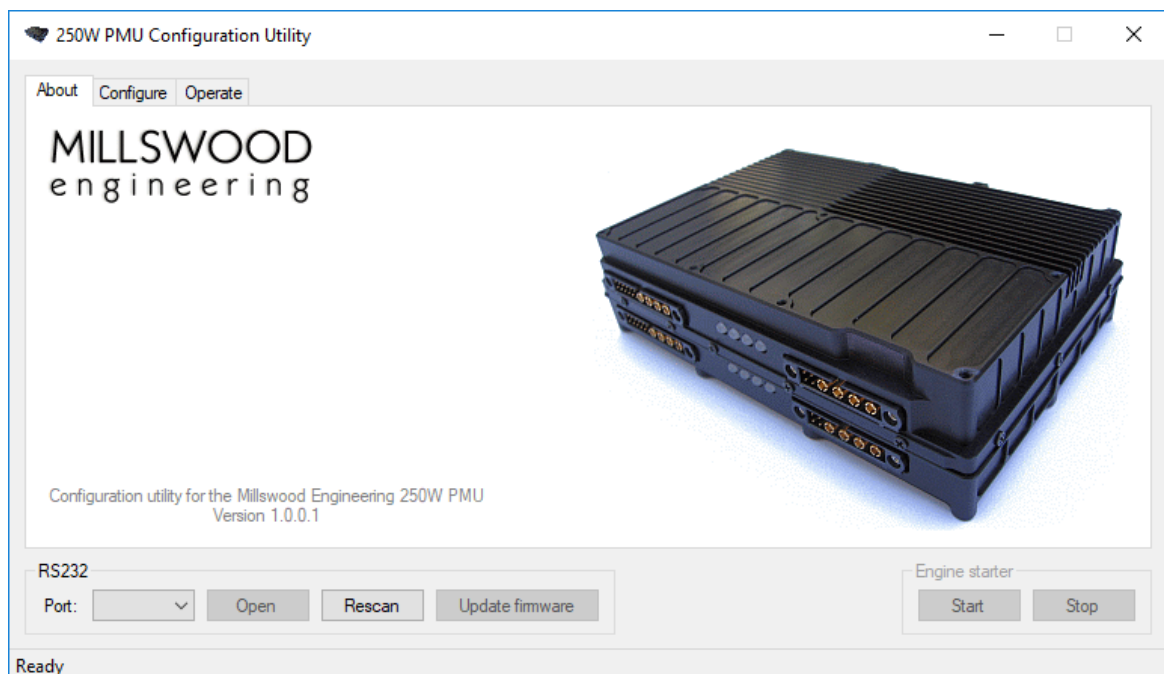 250W PMU Configuration Utility
About Configure Operate
MILLSWOOD
engineering
Configuration utility for the Millswood Engineering 250W PMU
Version 1.0.0.1
RS232
Port: Open Rescan Update firmware
Engine starter
Start Stop
Ready